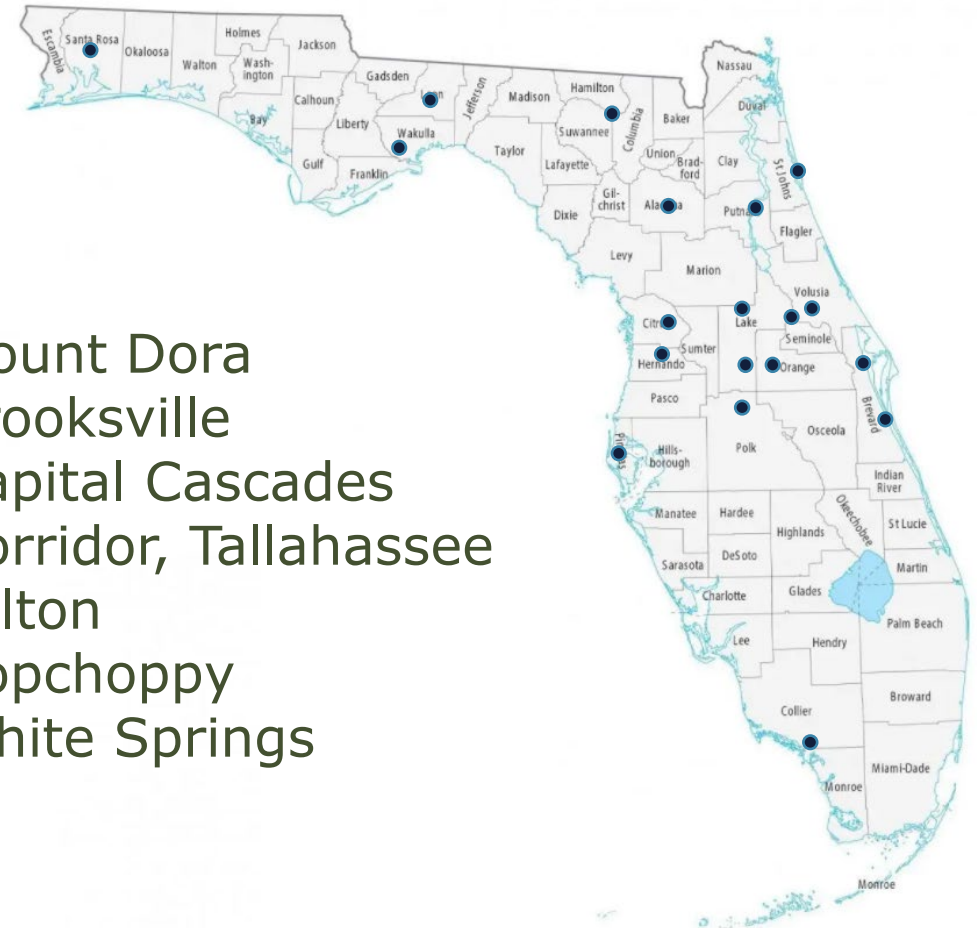 Escambia
Santa Rosa
Okaloosa
Walton
Holmes
Wash-
ington
Jackson
Bay
Calhoun
Gulf
Liberty
Gadsden
Franklin
Wakulla
Jefferson
Madison
Taylor
Hamilton
Suwannee
Lafayette
Dixie
Columbia
Gil-
christ
Baker
Union
Brad-
ford
Nassau
Duval
Clay
St Johns
Putna
Flagler
Levy
Marion
Volusia
Citr
Lake
Seminole
Sumter
Hernando
Orange
Pasco
Brevard
Osceola
Polk
Hills-
borough
Indian
River
Manatee
Hardee
Highlands
Okeechobee
St Lucie
Sarasota
DeSoto
Martin
Charlotte
Glades
Palm Beach
Lee
Hendry
Collier
Broward
Miami-Dade
Monroe
Monroe
ount Dora
rooksville
apital Cascades
orridor, Tallahassee
lton
opchoppy
hite Springs